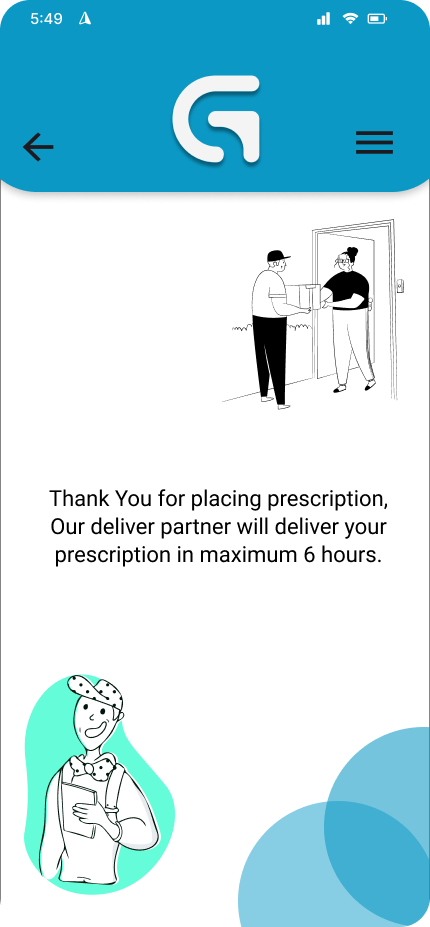 5:49
Thank You for placing prescription,
Our deliver partner will deliver your
prescription in maximum 6 hours.